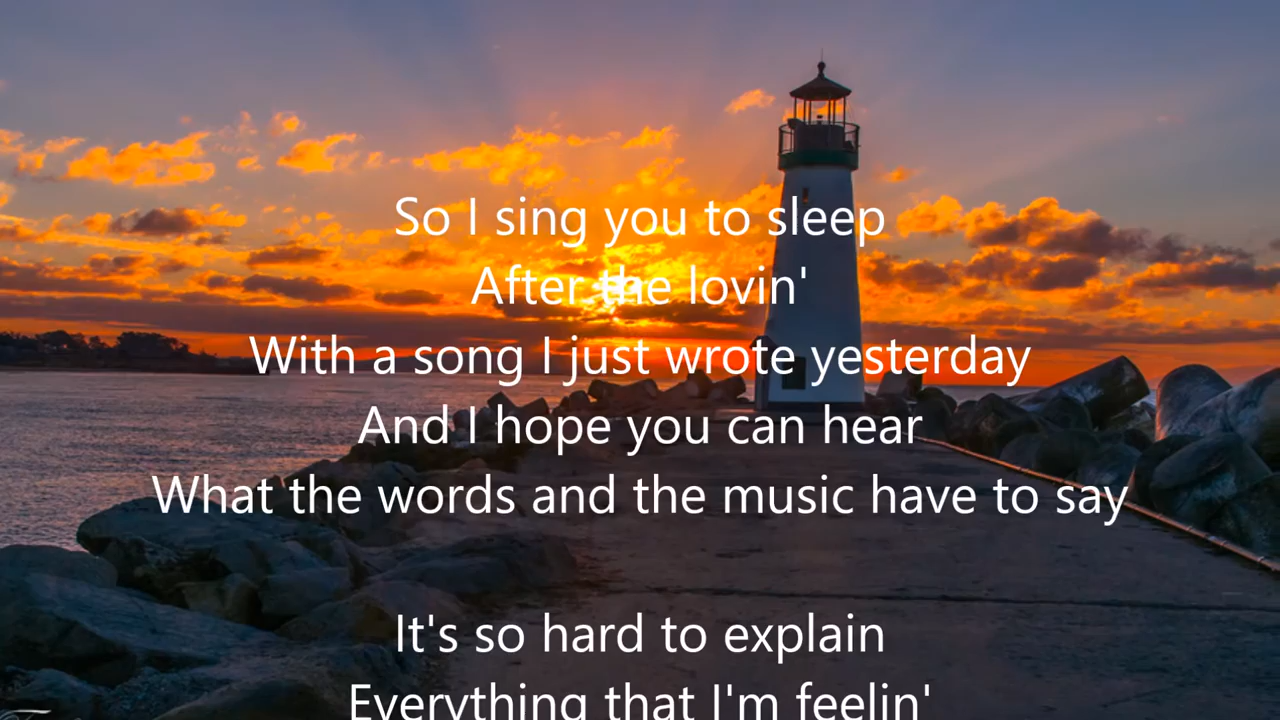 So I sing you to sleep
After the lovin'
With a song I just wrote yesterday
And I hope you can hear
What the words and the music have to say
It's so hard to explain
Everything that I'm feelin'